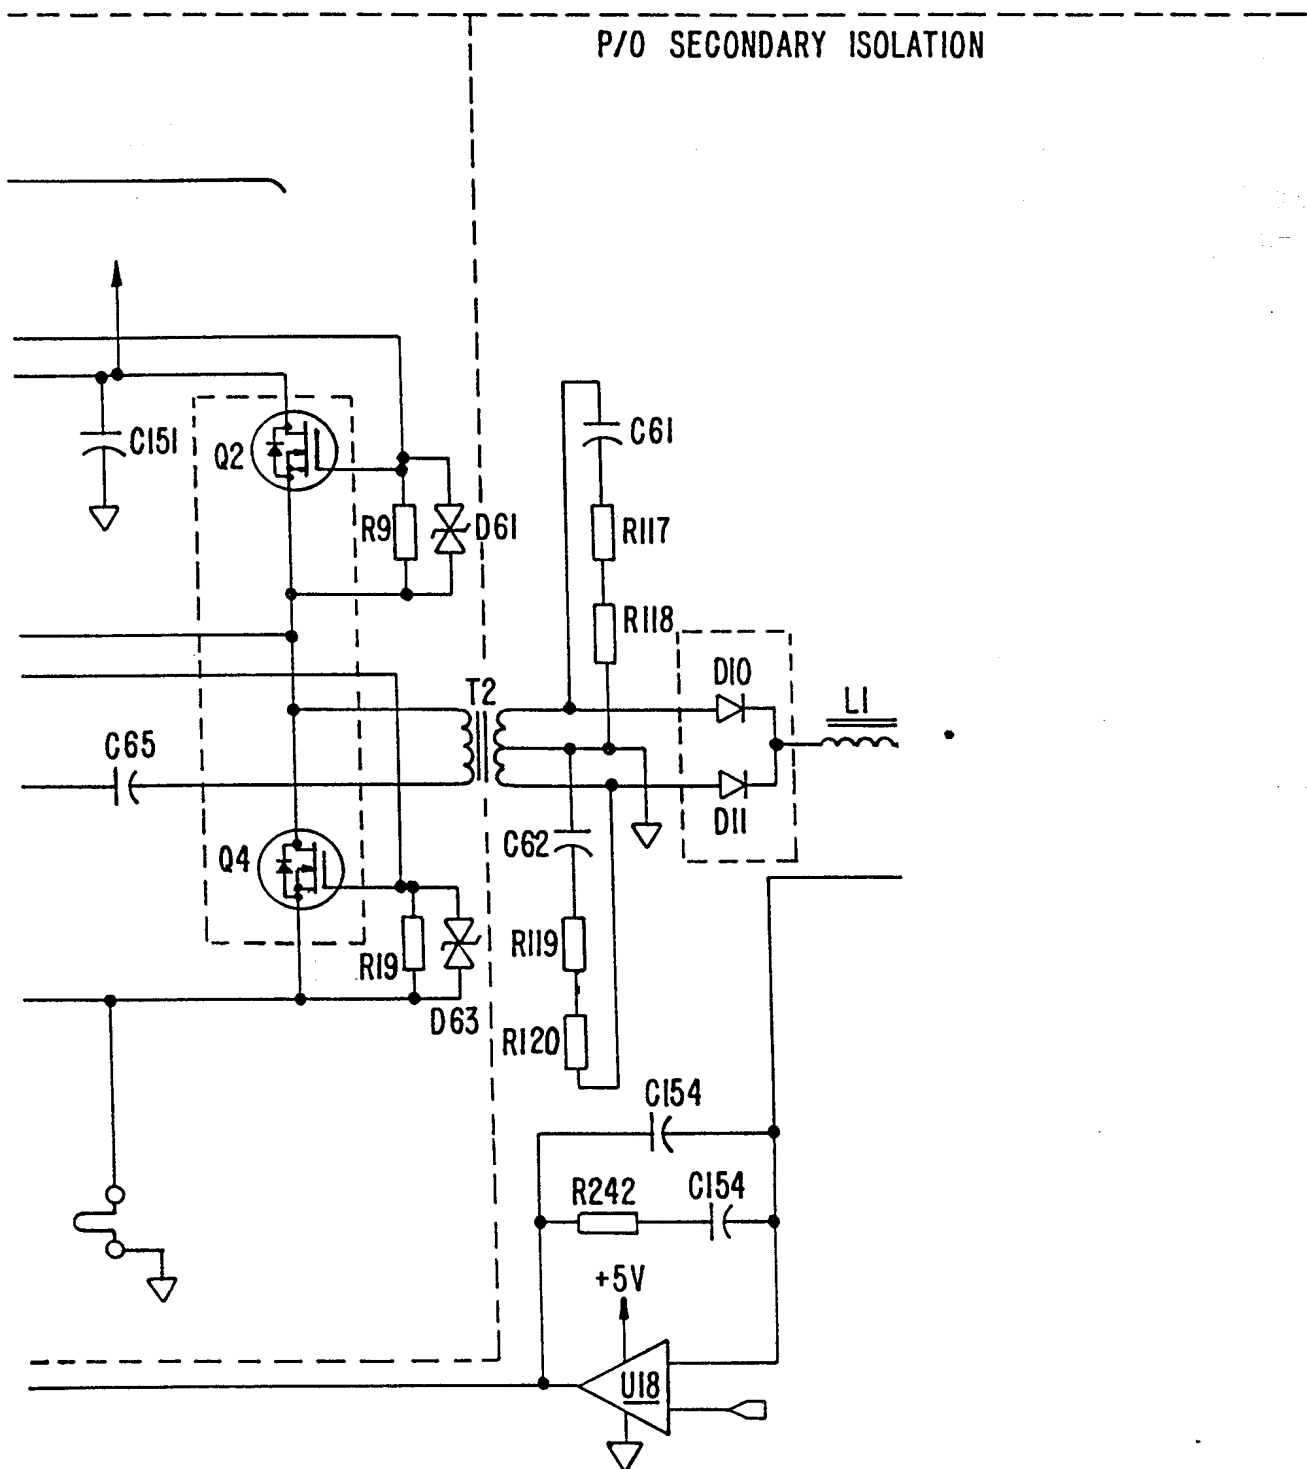 P/O SECONDARY ISOLATION
C61
C151
Q2
R9
D61
R117
R118
D10
T2
L1
C65
D11
C62
Q4
R119
R19
D63
R120
C154
R242
C154
+5V
U18